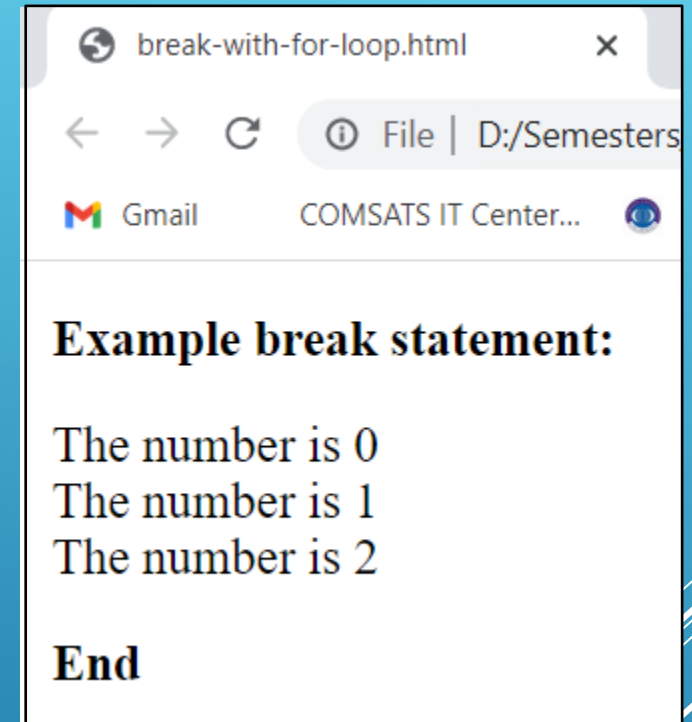 break-with-for-loop.html
File | D:/Semesters
Gmail COMSATS IT Center...
Example break statement:
The number is 0
The number is 1
The number is 2
End